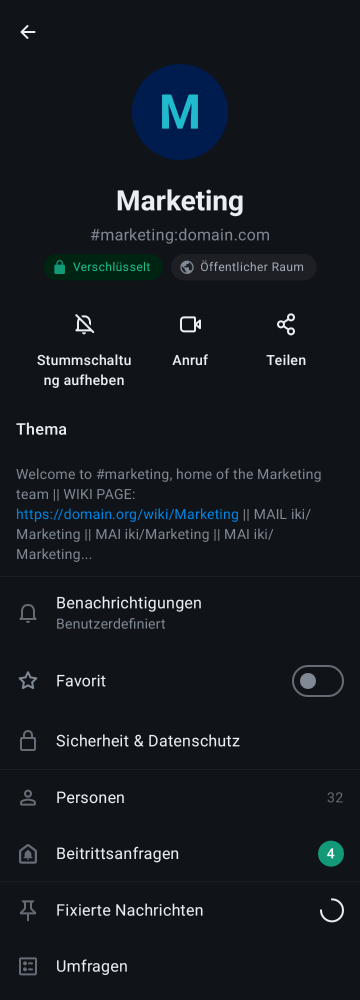 M
Marketing
#marketing:domain.com
Verschlüsselt
Öffentlicher Raum
Stummschaltu
ng aufheben
Anruf
Teilen
Thema
Welcome to #marketing, home of the Marketing
team || WIKI PAGE:
https://domain.org/wiki/Marketing || MAIL iki/
Marketing || MAI iki/Marketing || MAI iki/
Marketing...
Benachrichtigungen
Benutzerdefiniert
Favorit
Sicherheit & Datenschutz
Personen 32
Beitrittsanfragen 4
Fixierte Nachrichten
Umfragen